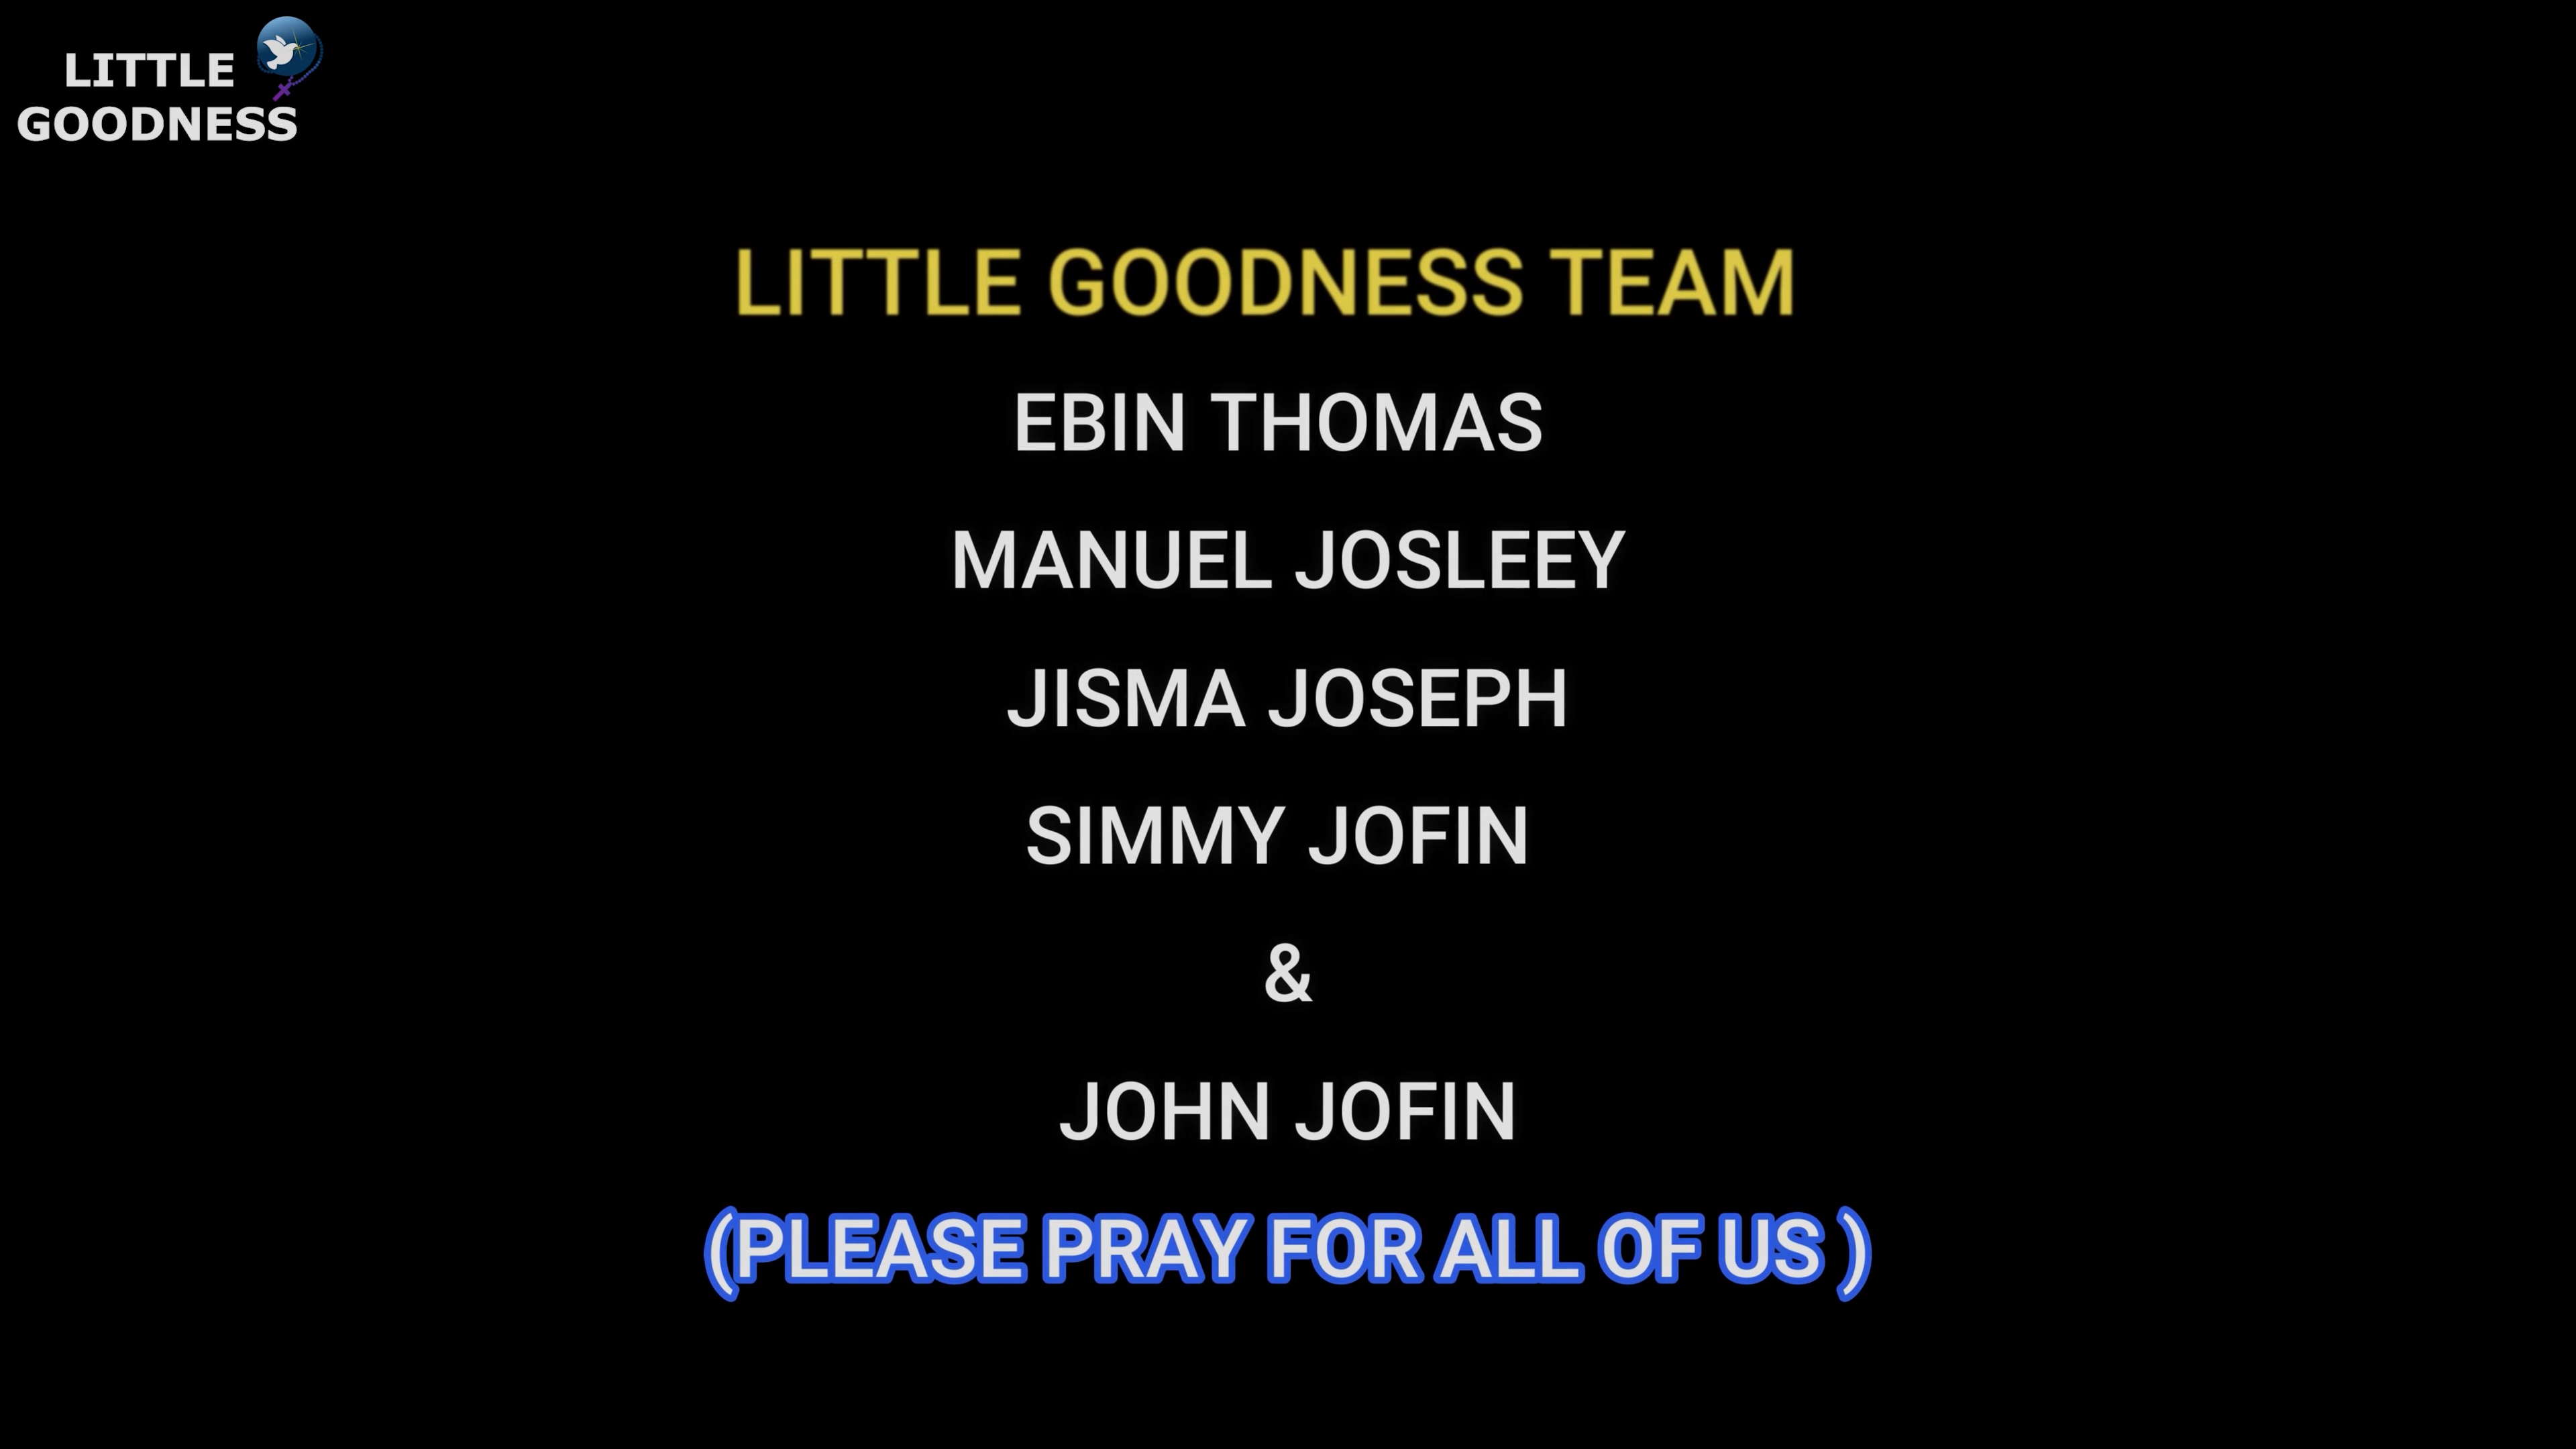 LITTLE
GOODNESS
LITTLE GOODNESS TEAM
EBIN THOMAS
MANUEL JOSLEEY
JISMA JOSEPH
SIMMY JOFIN
&
JOHN JOFIN
(PLEASE PRAY FOR ALL OF US )